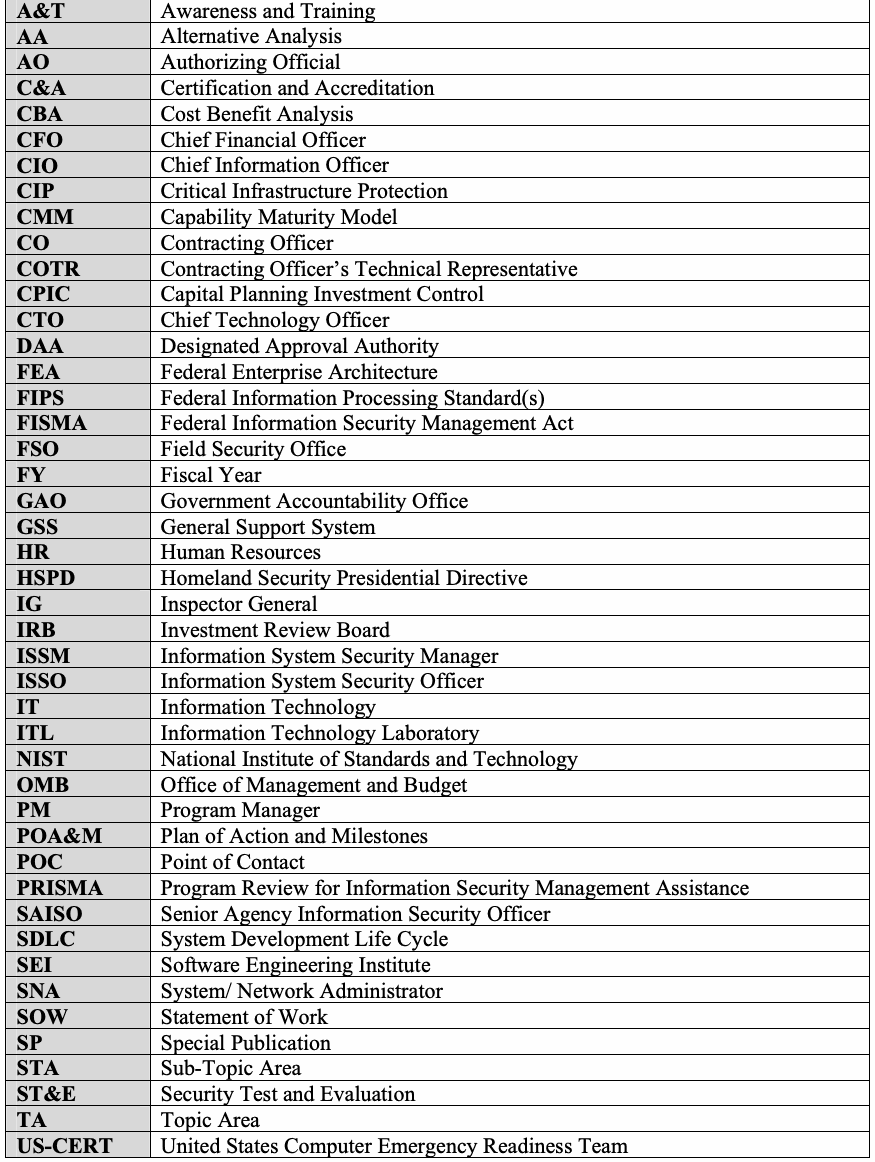 A&T Awareness and Training
AA Alternative Analysis
AO Authorizing Official
C&A Certification and Accreditation
CBA Cost Benefit Analysis
CFO Chief Financial Officer
CIO Chief Information Officer
CIP Critical Infrastructure Protection
CMM Capability Maturity Model
CO Contracting Officer
COTR Contracting Officer’s Technical Representative
CPIC Capital Planning Investment Control
CTO Chief Technology Officer
DAA Designated Approval Authority
FEA Federal Enterprise Architecture
FIPS Federal Information Processing Standard(s)
FISMA Federal Information Security Management Act
FSO Field Security Office
FY Fiscal Year
GAO Government Accountability Office
GSS General Support System
HR Human Resources
HSPD Homeland Security Presidential Directive
IG Inspector General
IRB Investment Review Board
ISSM Information System Security Manager
ISSO Information System Security Officer
IT Information Technology
ITL Information Technology Laboratory
NIST National Institute of Standards and Technology
OMB Office of Management and Budget
PM Program Manager
POA&M Plan of Action and Milestones
POC Point of Contact
PRISMA Program Review for Information Security Management Assistance
SAISO Senior Agency Information Security Officer
SDLC System Development Life Cycle
SEI Software Engineering Institute
SNA System/ Network Administrator
SOW Statement of Work
SP Special Publication
STA Sub-Topic Area
ST&E Security Test and Evaluation
TA Topic Area
US-CERT United States Computer Emergency Readiness Team